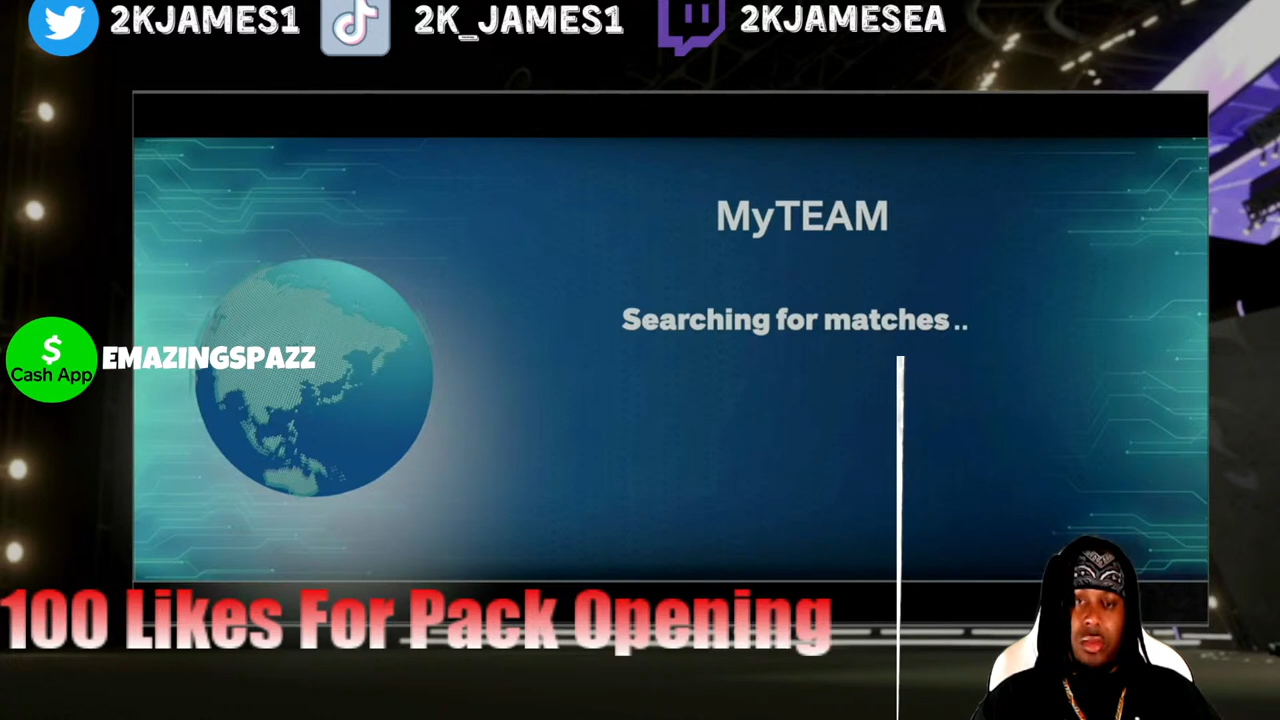 2KJAMES1 2K_JAMES1 2KJAMESEA
MyTEAM
Searching for matches..
$
Cash App EMAZINGSPAZZ
100 Likes For Pack Opening